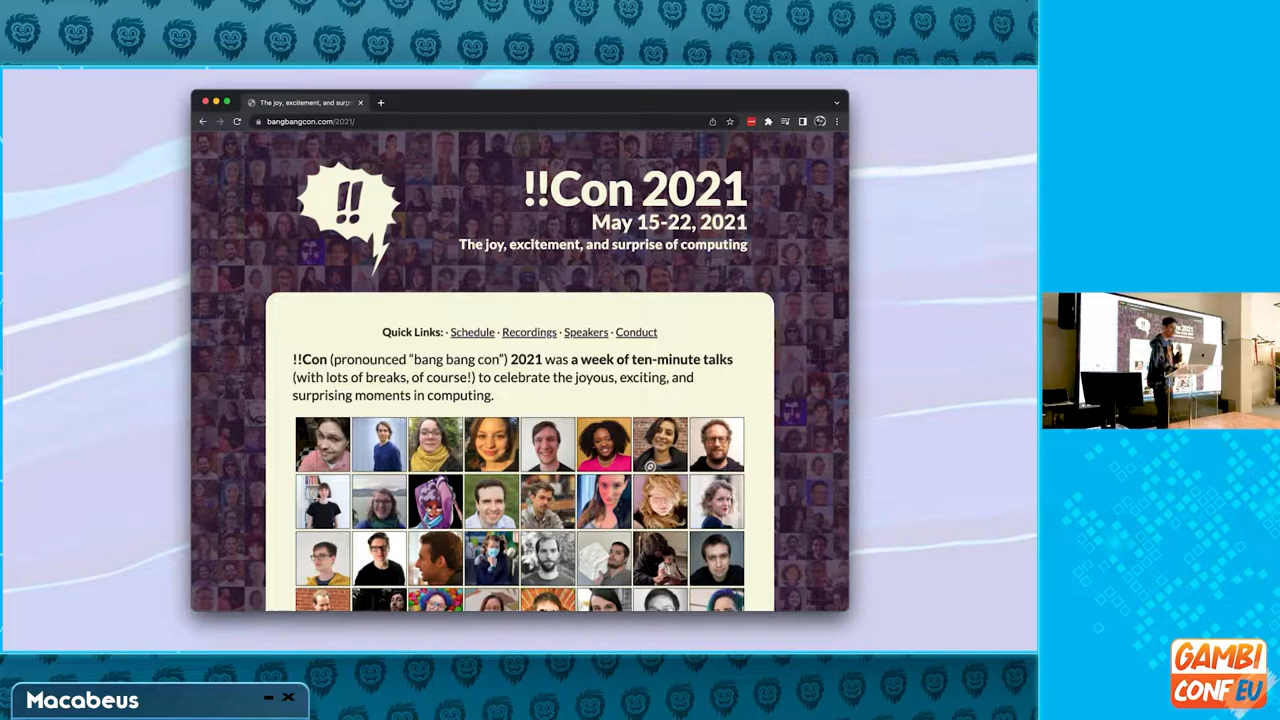 The joy, excitement, and surpr
bangbangcon.com/2021/
!!
!!Con 2021
May 15-22, 2021
The joy, excitement, and surprise of computing
Quick Links: · Schedule · Recordings · Speakers · Conduct
!!Con (pronounced “bang bang con”) 2021 was a week of ten-minute talks
(with lots of breaks, of course!) to celebrate the joyous, exciting, and
surprising moments in computing.
!!Con 2021
Macabeus
GAMBI
CONF EU